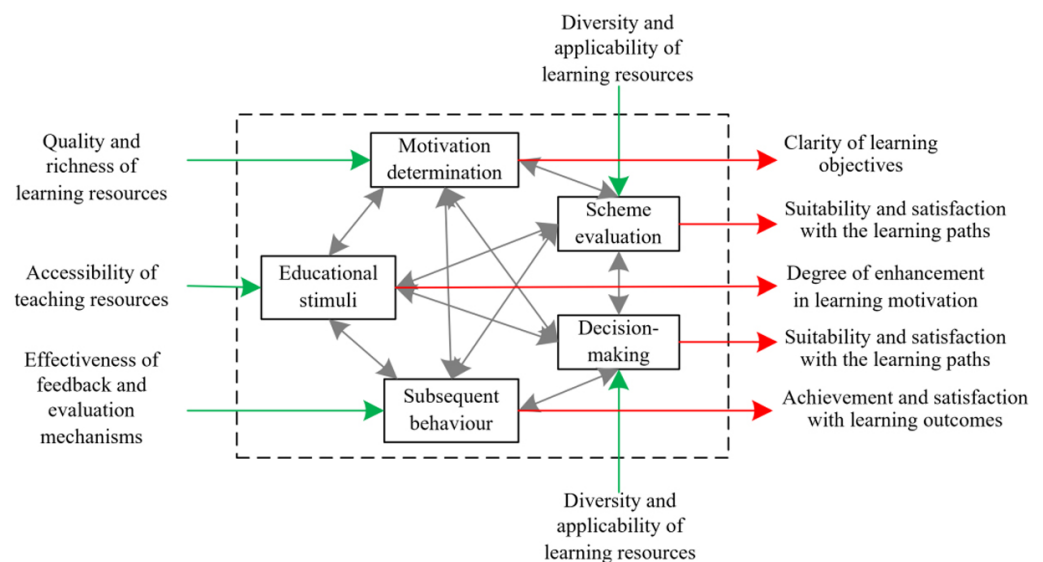 Diversity and
applicability of
learning resources
Quality and
richness of
learning resources
Motivation
determination
Clarity of learning
objectives
Scheme
evaluation
Suitability and satisfaction
with the learning paths
Accessibility of
teaching resources
Educational
stimuli
Degree of enhancement
in learning motivation
Decision-
making
Suitability and satisfaction
with the learning paths
Effectiveness of
feedback and
evaluation
mechanisms
Subsequent
behaviour
Achievement and satisfaction
with learning outcomes
Diversity and
applicability of
learning resources